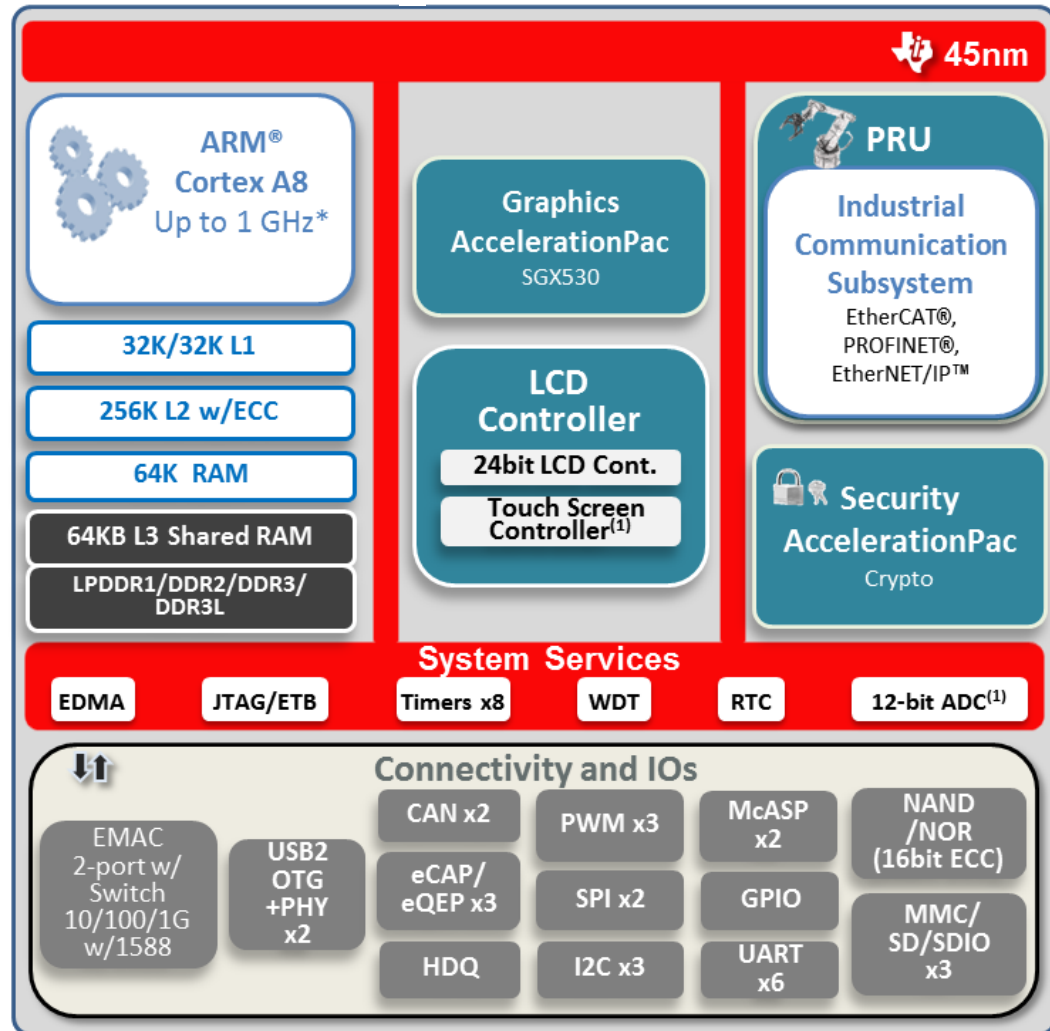 45nm
ARM®
Cortex A8
Up to 1 GHz*
32K/32K L1
256K L2 w/ECC
64K RAM
64KB L3 Shared RAM
LPDDR1/DDR2/DDR3/
DDR3L
Graphics
AccelerationPac
SGX530
LCD
Controller
24bit LCD Cont.
Touch Screen
Controller(1)
PRU
Industrial
Communication
Subsystem
EtherCAT®,
PROFINET®,
EtherNET/IP™
Security
AccelerationPac
Crypto
System Services
EDMA
JTAG/ETB
Timers x8
WDT
RTC
12-bit ADC(1)
Connectivity and IOs
EMAC
2-port w/
Switch
10/100/1G
w/1588
USB2
OTG
+PHY
x2
CAN x2
eCAP/
eQEP x3
HDQ
PWM x3
SPI x2
I2C x3
McASP
x2
GPIO
UART
x6
NAND
/NOR
(16bit ECC)
MMC/
SD/SDIO
x3